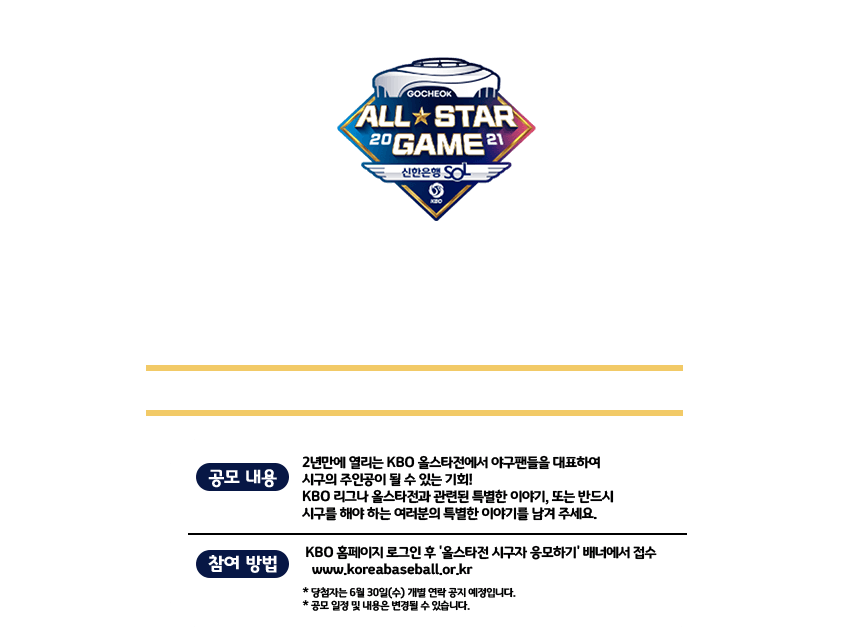 GOCHEOK
ALL★STAR
2021
GAME
신한은행 SOL
KBO
공모 내용
2년만에 열리는 KBO 올스타전에서 야구팬들을 대표하여
시구의 주인공이 될 수 있는 기회!
KBO 리그나 올스타전과 관련된 특별한 이야기, 또는 반드시
시구를 해야 하는 여러분의 특별한 이야기를 남겨 주세요.
참여 방법
KBO 홈페이지 로그인 후 '올스타전 시구자 응모하기' 배너에서 접수
www.koreabaseball.or.kr
* 당첨자는 6월 30일(수) 개별 연락 공지 예정입니다.
* 공모 일정 및 내용은 변경될 수 있습니다.